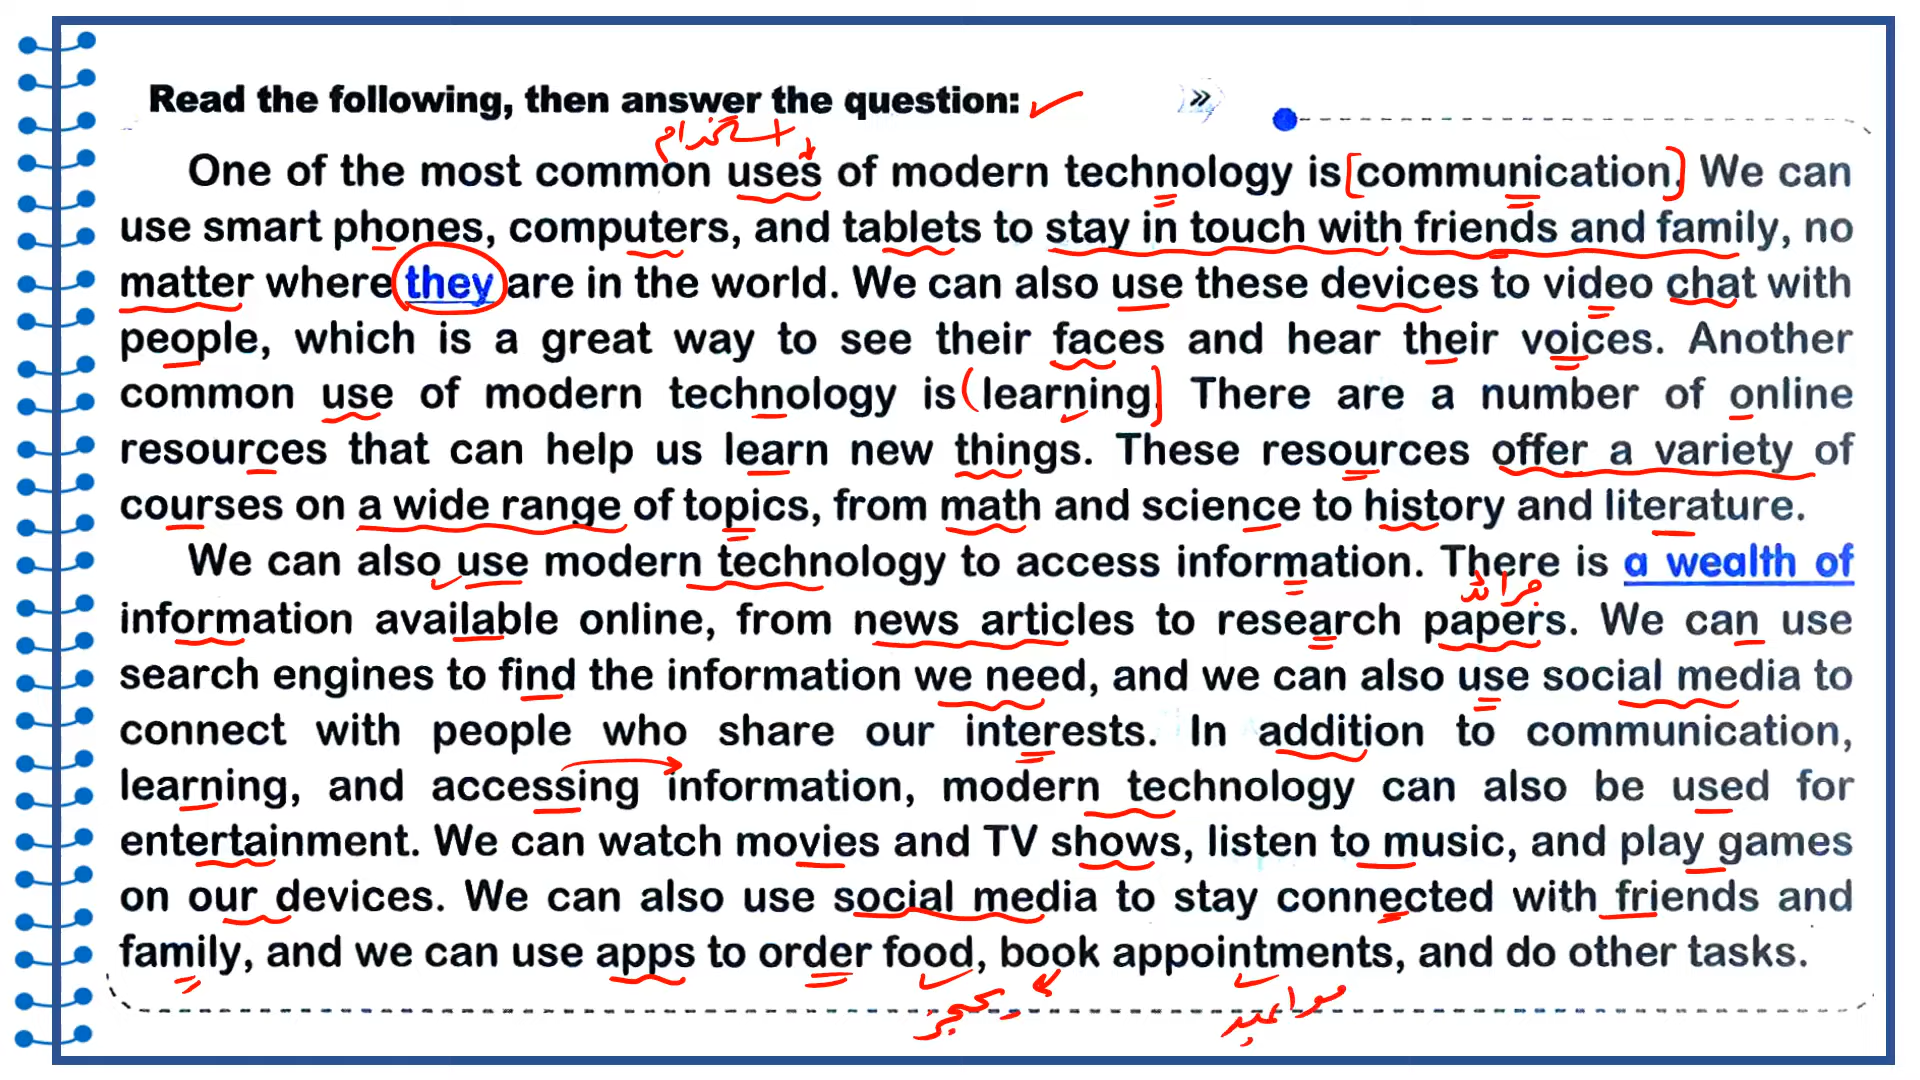 Read the following, then answer the question:
استخدام
One of the most common uses of modern technology is [communication.] We can
use smart phones, computers, and tablets to stay in touch with friends and family, no
matter where they are in the world. We can also use these devices to video chat with
people, which is a great way to see their faces and hear their voices. Another
common use of modern technology is (learning.] There are a number of online
resources that can help us learn new things. These resources offer a variety of
courses on a wide range of topics, from math and science to history and literature.
We can also use modern technology to access information. There is a wealth of
جرائد
information available online, from news articles to research papers. We can use
search engines to find the information we need, and we can also use social media to
connect with people who share our interests. In addition to communication,
learning, and accessing information, modern technology can also be used for
entertainment. We can watch movies and TV shows, listen to music, and play games
on our devices. We can also use social media to stay connected with friends and
family, and we can use apps to order food, book appointments, and do other tasks.
يحجز مواعيد